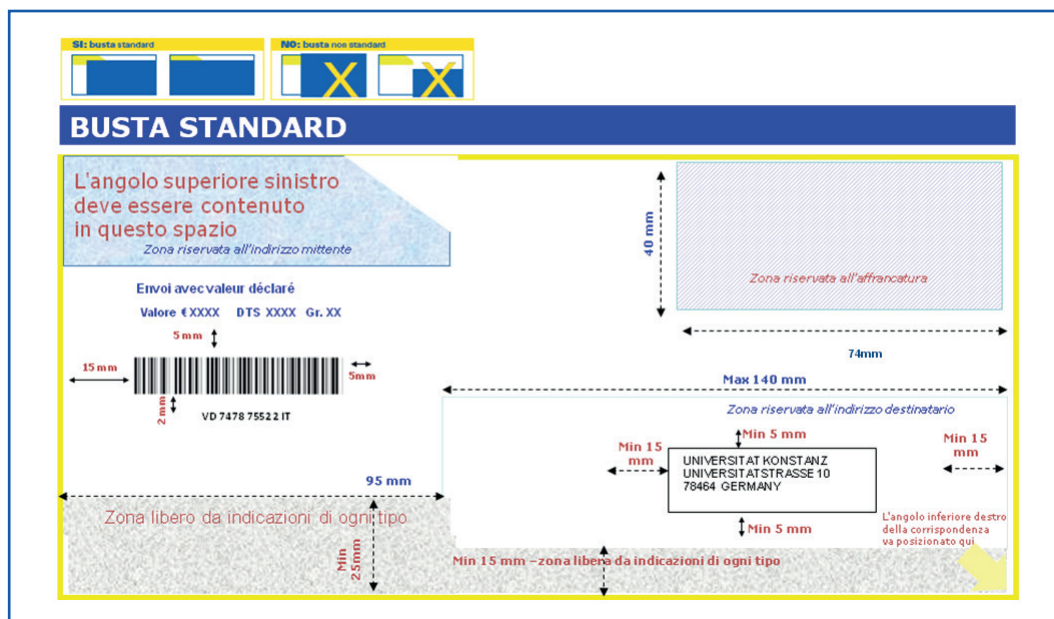 SI: busta standard
NO: busta non standard
X
X
BUSTA STANDARD
L'angolo superiore sinistro
deve essere contenuto
in questo spazio
Zona riservata all'indirizzo mittente
40 mm
Zona riservata all'affrancatura
74mm
Envoi avec valeur déclaré
Valore € XXXX DTS XXXX Gr. XX
5 mm
15 mm
5mm
2 mm
VD 7478 7552 2 IT
Max 140 mm
Zona riservata all'indirizzo destinatario
Min 5 mm
Min 15
mm
Min 15
mm
UNIVERSITAT KONSTANZ
UNIVERSITATSTRASSE 10
78464 GERMANY
Min 5 mm
95 mm
Zona libero da indicazioni di ogni tipo
Min
25mm
L'angolo inferiore destro
della corrispondenza
va posizionato qui
Min 15 mm –zona libera da indicazioni di ogni tipo